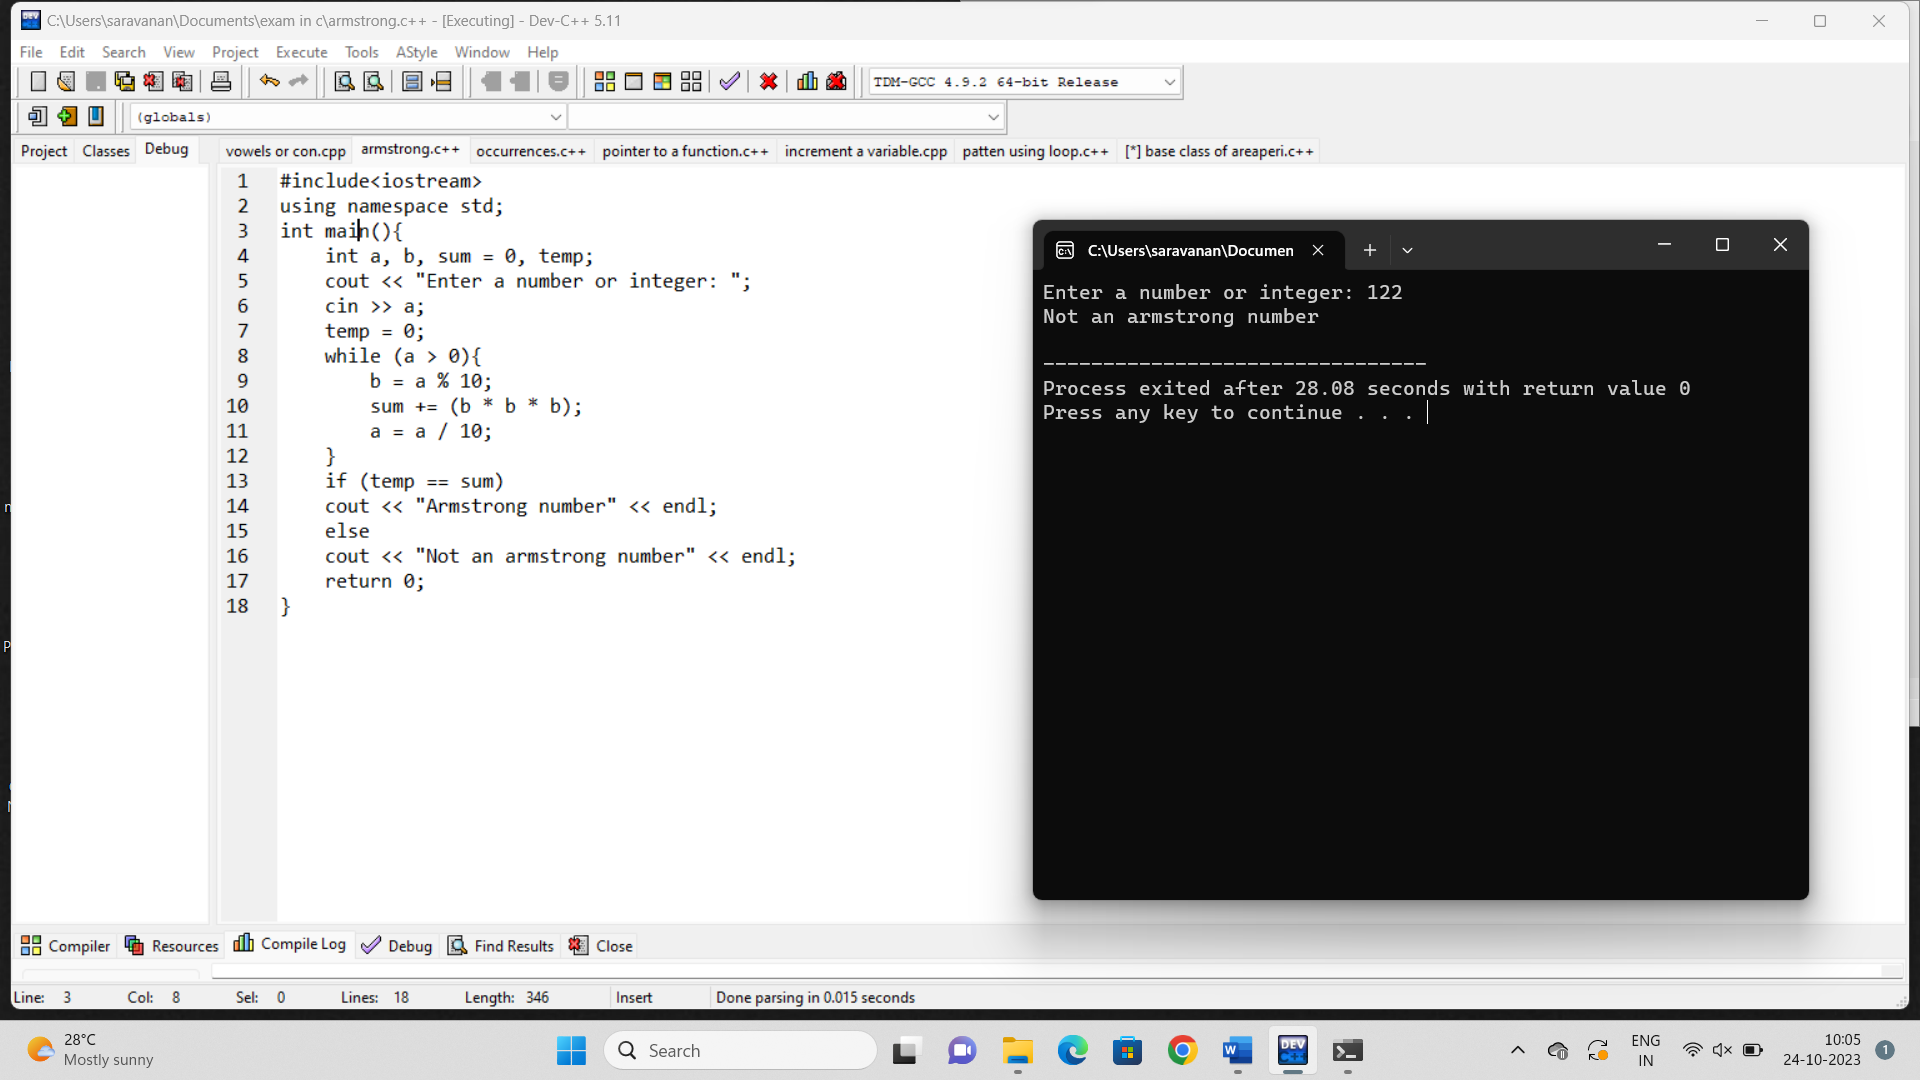 C:\Users\saravanan\Documents\exam in c\armstrong.c++ - [Executing] - Dev-C++ 5.11
File Edit Search View Project Execute Tools AStyle Window Help
TDM-GCC 4.9.2 64-bit Release
(globals)
Project Classes Debug
vowels or con.cpp armstrong.c++ occurrences.c++ pointer to a function.c++ increment a variable.cpp patten using loop.c++ [*] base class of areaperi.c++
1 #include<iostream>
2 using namespace std;
3 int main(){
4 int a, b, sum = 0, temp;
5 cout << "Enter a number or integer: ";
6 cin >> a;
7 temp = 0;
8 while (a > 0){
9 b = a % 10;
10 sum += (b * b * b);
11 a = a / 10;
12 }
13 if (temp == sum)
14 cout << "Armstrong number" << endl;
15 else
16 cout << "Not an armstrong number" << endl;
17 return 0;
18 }
C:\Users\saravanan\Documen
Enter a number or integer: 122
Not an armstrong number
--------------------------------
Process exited after 28.08 seconds with return value 0
Press any key to continue . . .
Compiler Resources Compile Log Debug Find Results Close
Line: 3 Col: 8 Sel: 0 Lines: 18 Length: 346 Insert Done parsing in 0.015 seconds
28°C
Mostly sunny
Search
DEV
C++
ENG
IN
10:05
24-10-2023
1